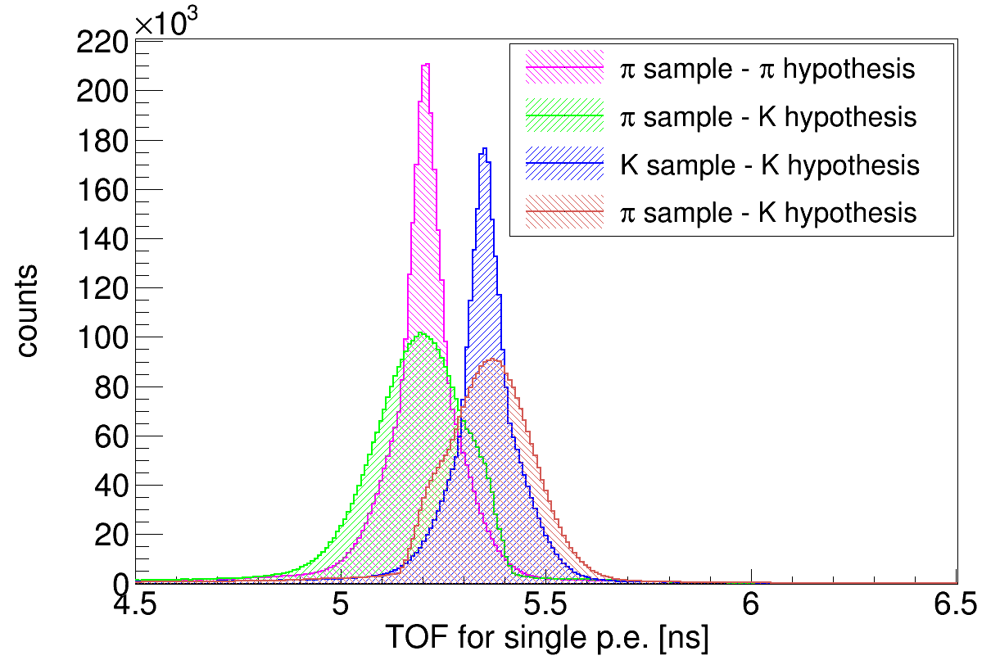 ×10³
220
200
180
160
140
120
100
80
60
40
20
0
counts
π sample - π hypothesis
π sample - K hypothesis
K sample - K hypothesis
π sample - K hypothesis
4.5 5 5.5 6 6.5
TOF for single p.e. [ns]